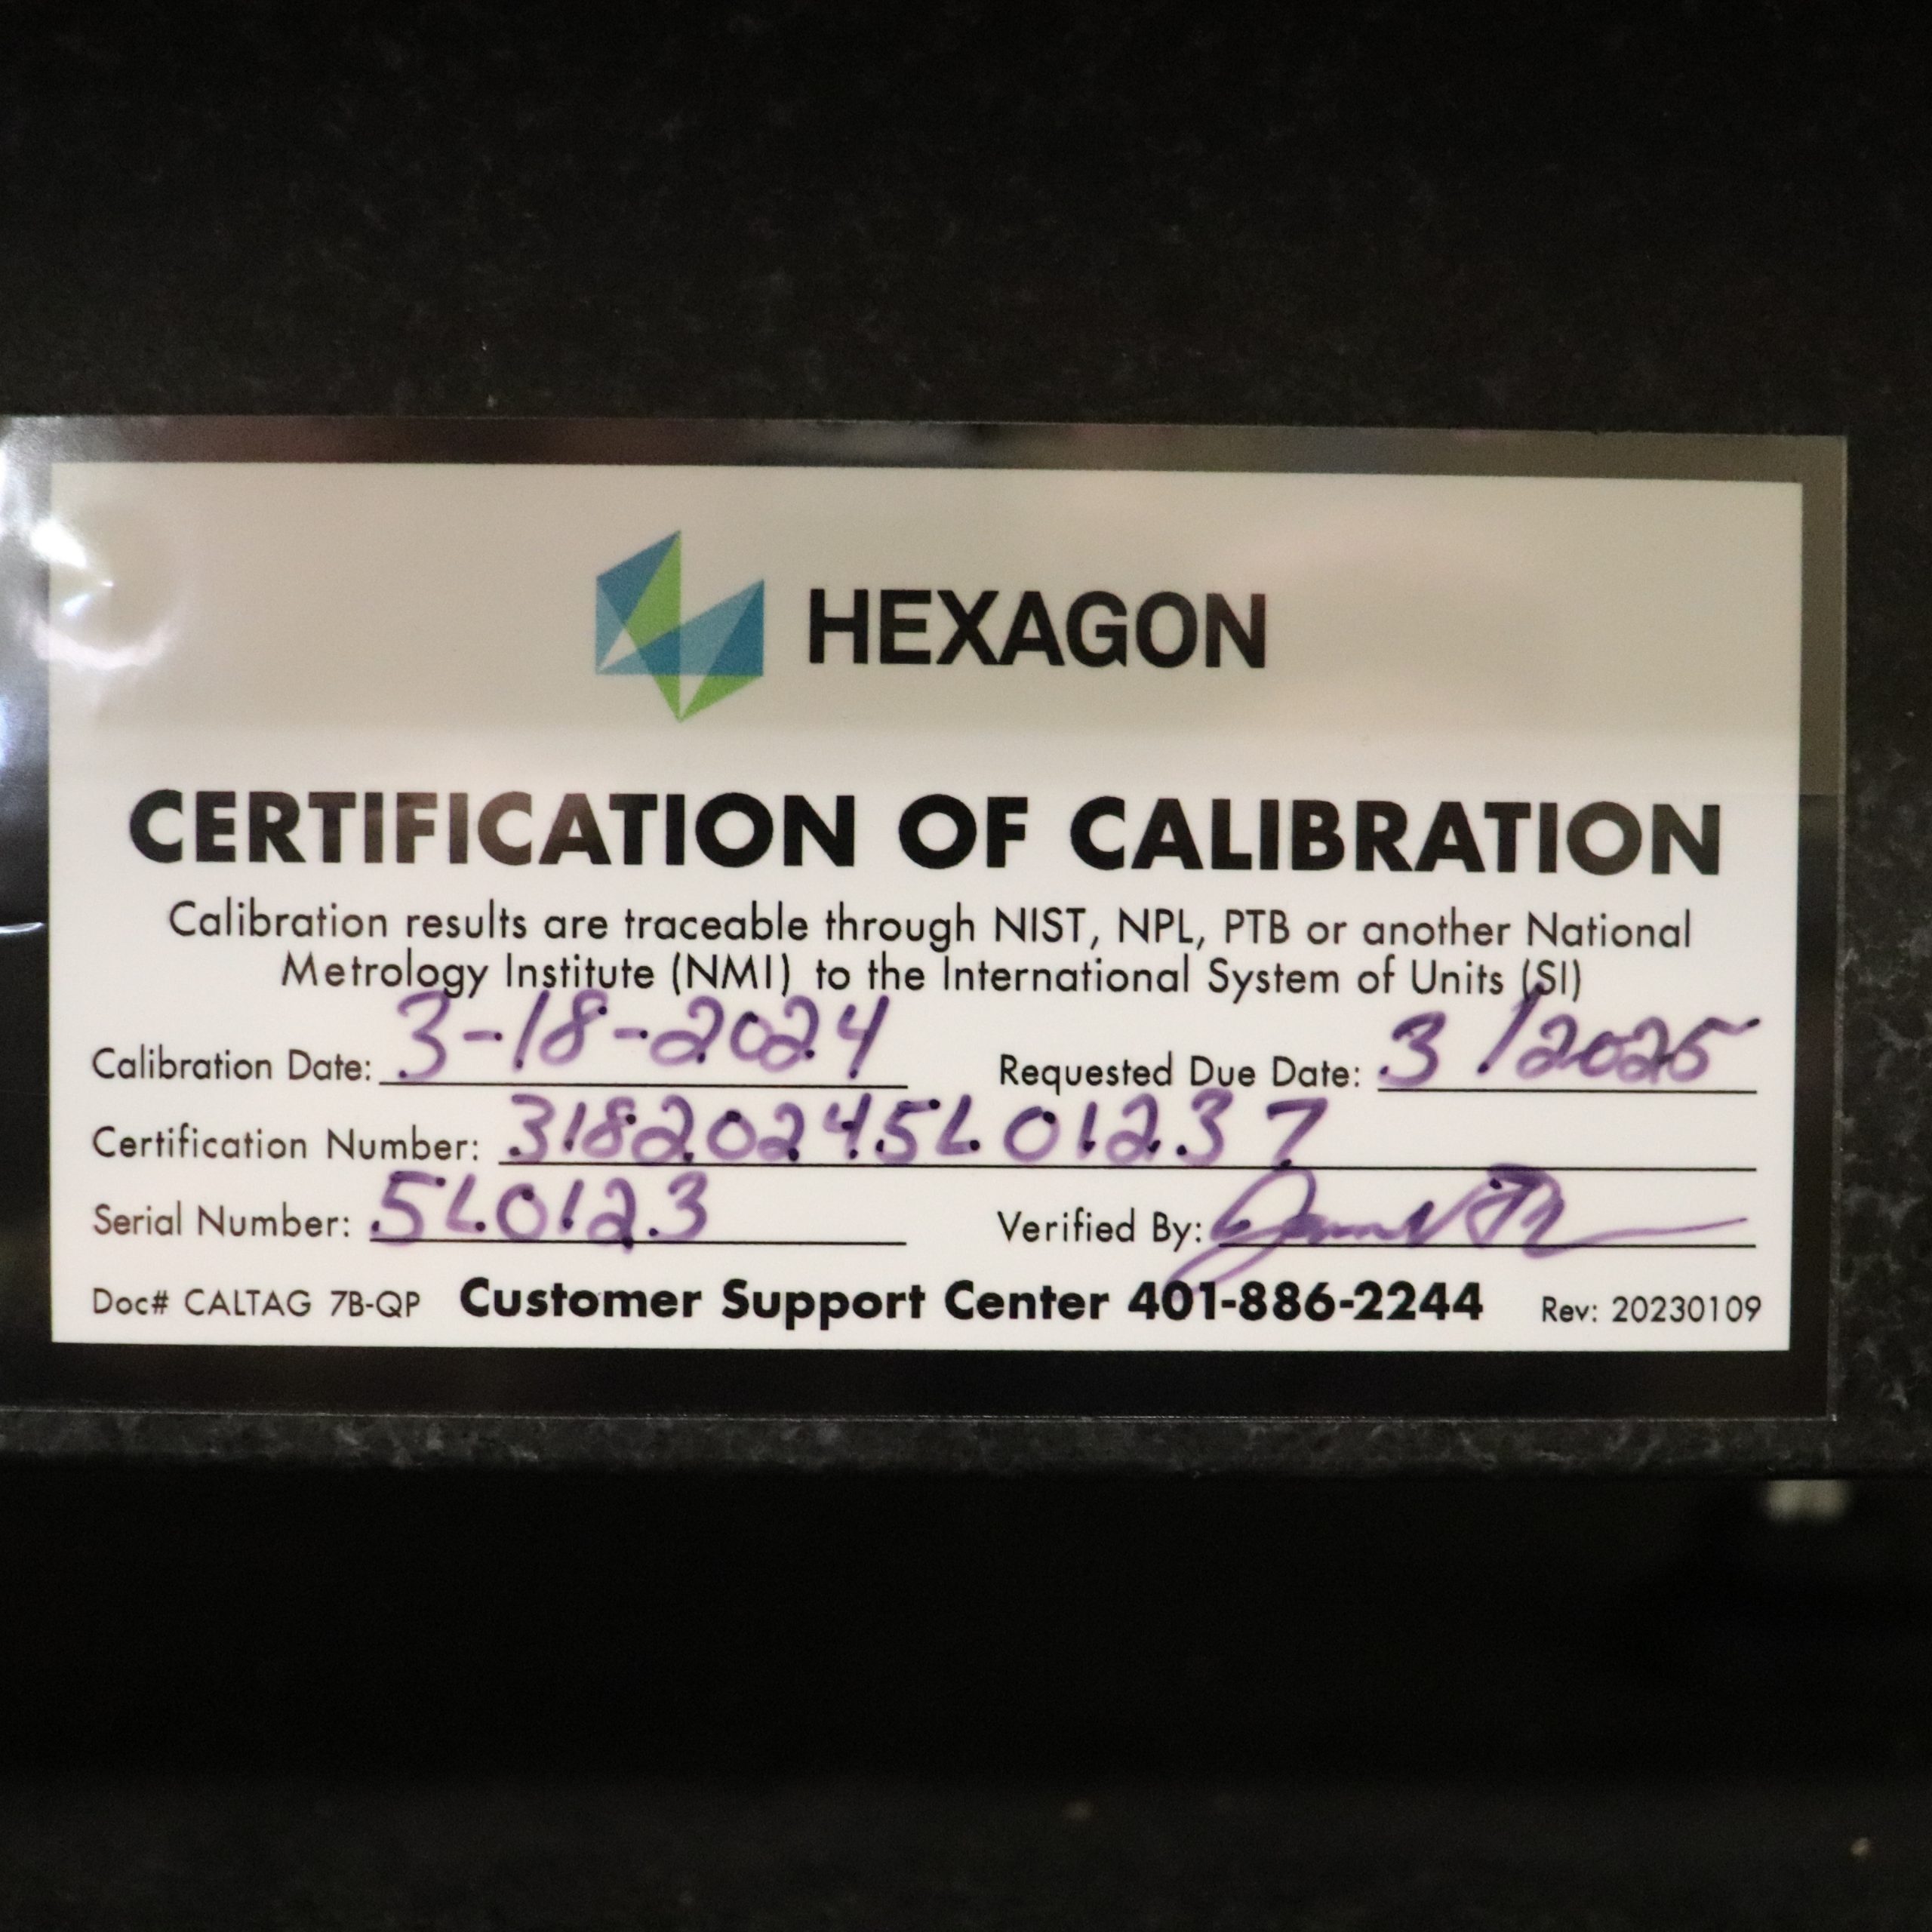 HEXAGON
CERTIFICATION OF CALIBRATION
Calibration results are traceable through NIST, NPL, PTB or another National
Metrology Institute (NMI) to the International System of Units (SI)
Calibration Date: 3-18-2024 Requested Due Date: 3/2025
Certification Number: 3182024SL01237
Serial Number: SL0123 Verified By:
Doc# CALTAG 7B-QP Customer Support Center 401-886-2244 Rev: 20230109